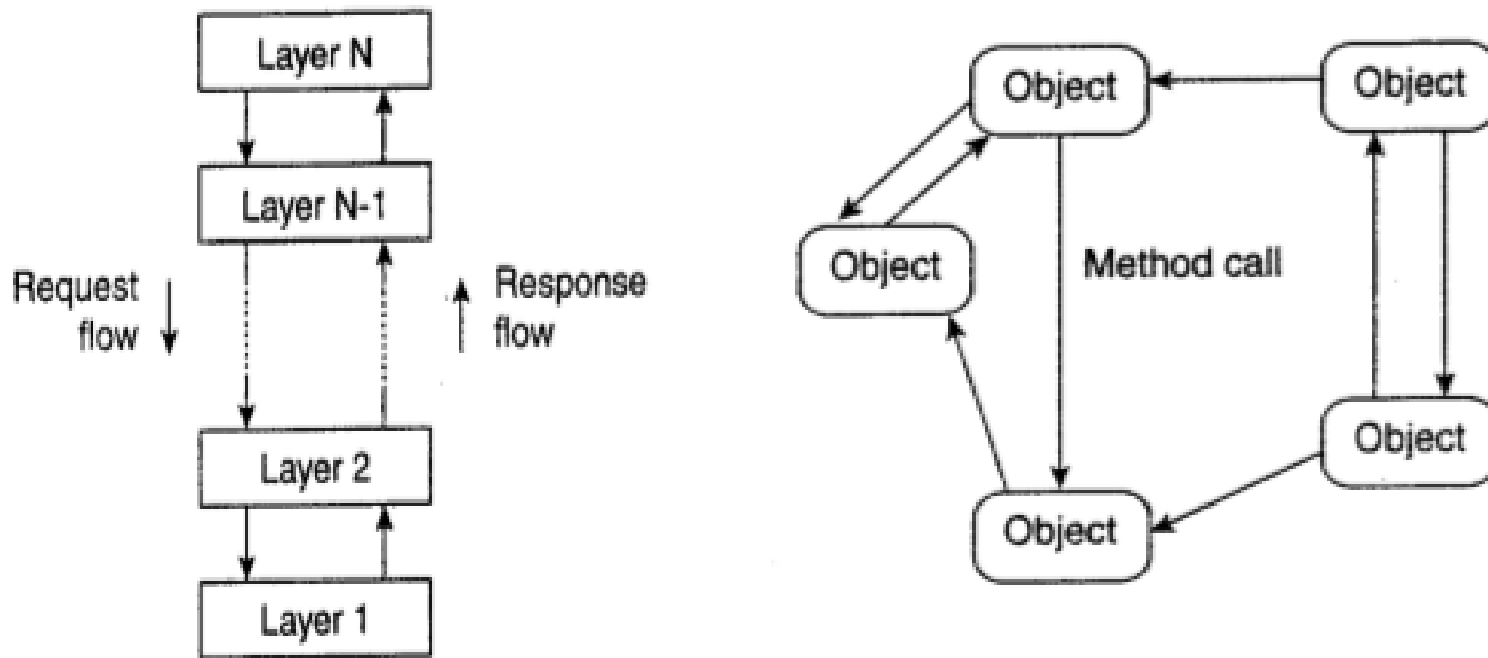 Layer N
Layer N-1
Request
flow
Response
flow
Layer 2
Layer 1
Object
Object
Object
Method call
Object
Object